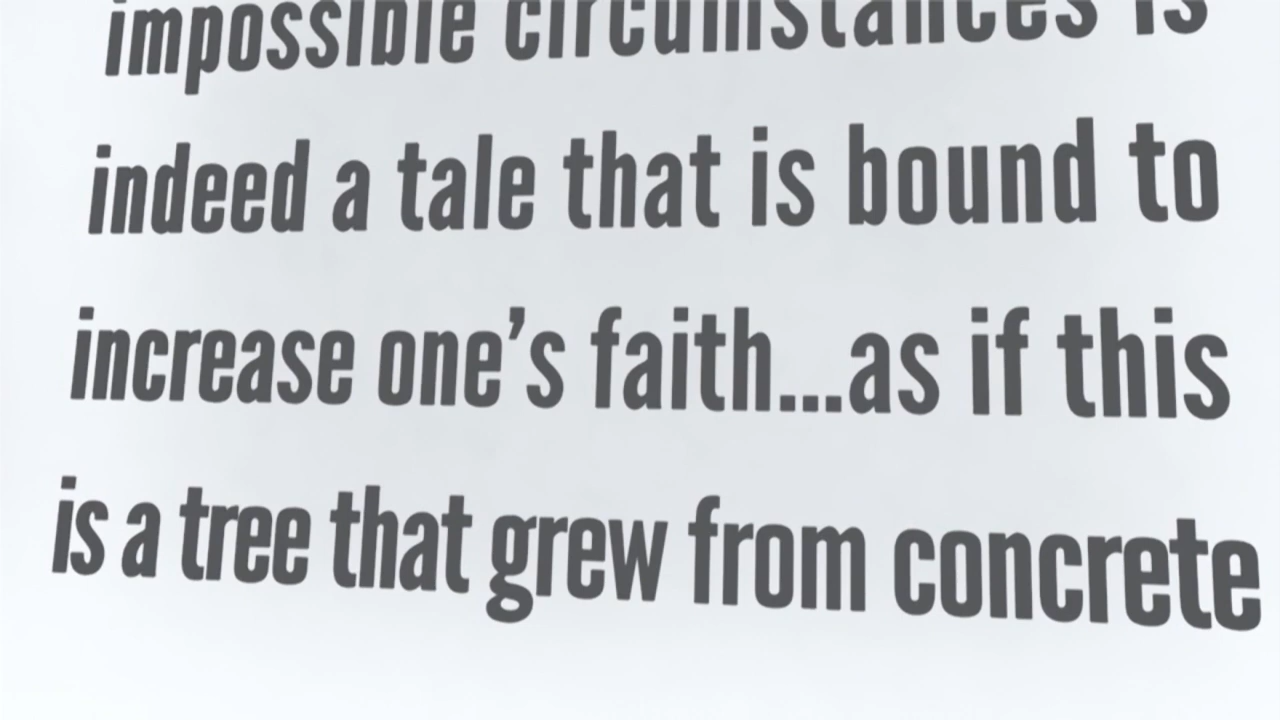 impossible circumstances is
indeed a tale that is bound to
increase one’s faith...as if this
is a tree that grew from concrete